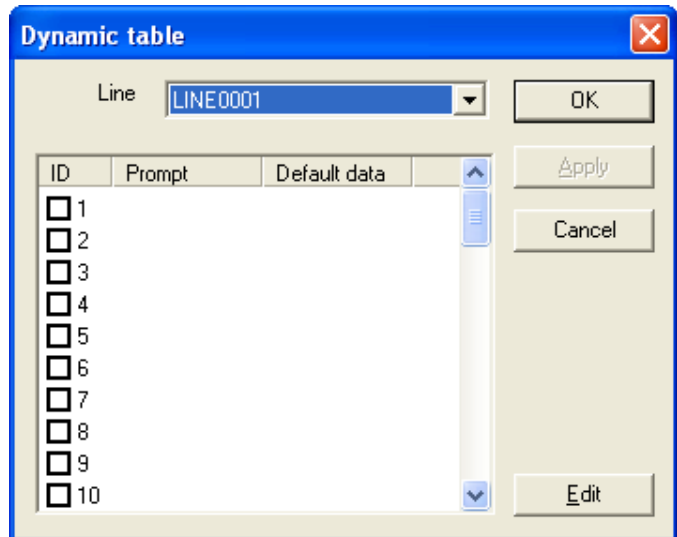 Dynamic table
Line LINE0001 OK
Apply
ID Prompt Default data
1
Cancel
2
3
4
5
6
7
8
9
10 Edit